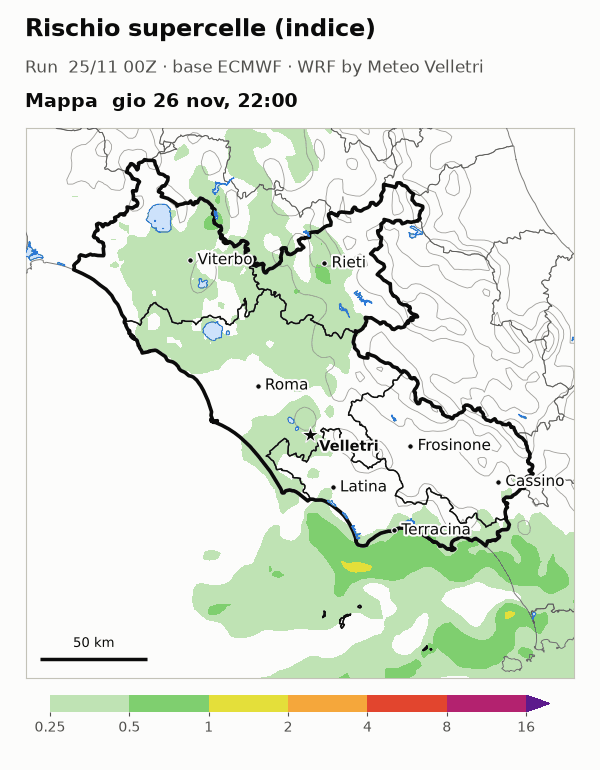 Rischio supercelle (indice)
Run  25/11 00Z · base ECMWF · WRF by Meteo Velletri
Mappa  gio 26 nov, 22:00
Viterbo
Rieti
Roma
Velletri
Frosinone
Cassino
Latina
Terracina
50 km
0.25 0.5 1 2 4 8 16